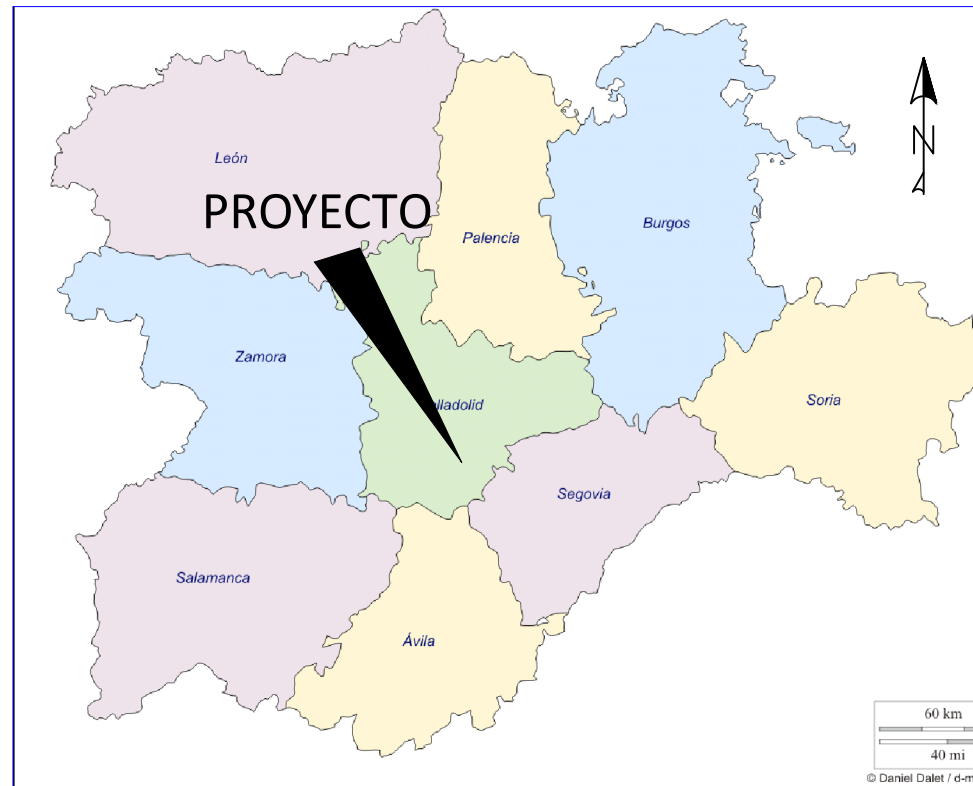 N
León
PROYECTO
Burgos
Palencia
Zamora
Soria
lladolid
Segovia
Salamanca
Ávila
60 km
40 mi
© Daniel Dalet / d-m